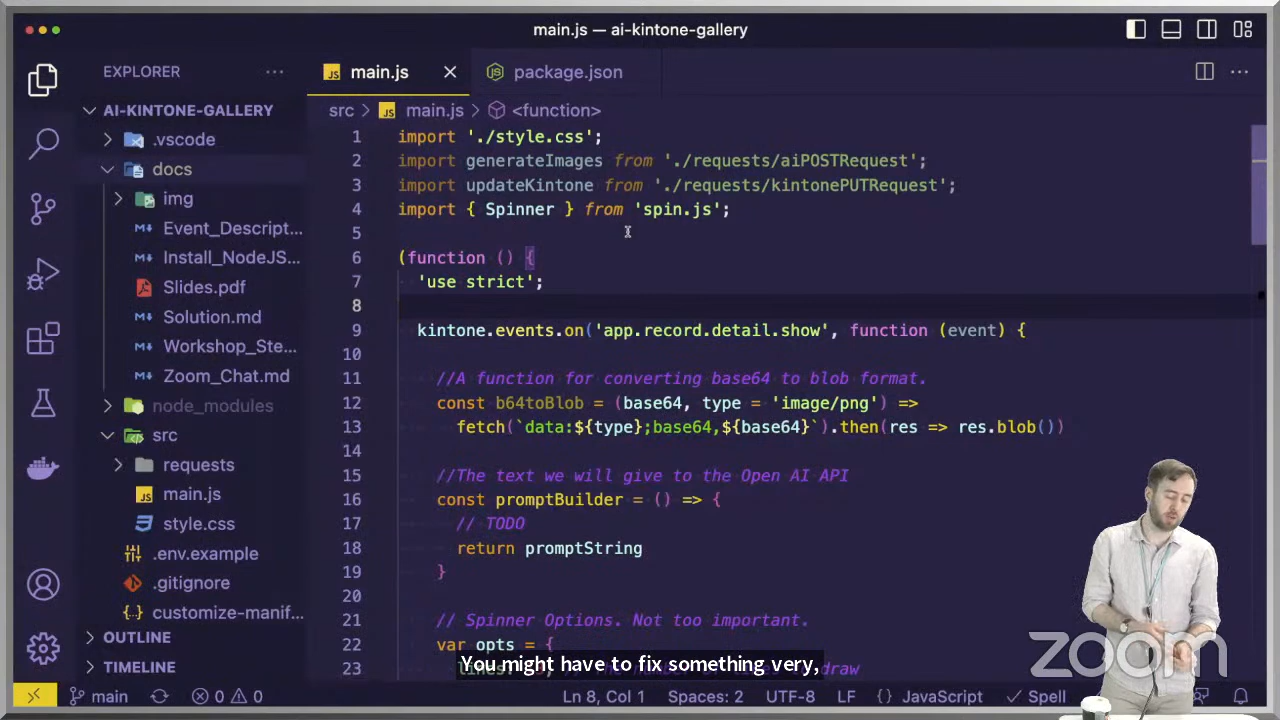 main.js — ai-kintone-gallery
EXPLORER
main.js
package.json
AI-KINTONE-GALLERY
src > main.js > <function>
.vscode
docs
img
Event_Descript...
Install_NodeJS...
Slides.pdf
Solution.md
Workshop_Ste...
Zoom_Chat.md
node_modules
src
requests
main.js
style.css
.env.example
.gitignore
customize-manif...
OUTLINE
TIMELINE
1 import './style.css';
2 import generateImages from './requests/aiPOSTRequest';
3 import updateKintone from './requests/kintonePUTRequest';
4 import { Spinner } from 'spin.js';
5
6 (function () {
7 'use strict';
8
9 kintone.events.on('app.record.detail.show', function (event) {
10
11 //A function for converting base64 to blob format.
12 const b64toBlob = (base64, type = 'image/png') =>
13 fetch(`data:${type};base64,${base64}`).then(res => res.blob())
14
15 //The text we will give to the Open AI API
16 const promptBuilder = () => {
17 // TODO
18 return promptString
19 }
20
21 // Spinner Options. Not too important.
22 var opts = {
23
You might have to fix something very,
zoom
main
0 0
Ln 8, Col 1
Spaces: 2
UTF-8
LF
{} JavaScript
Spell